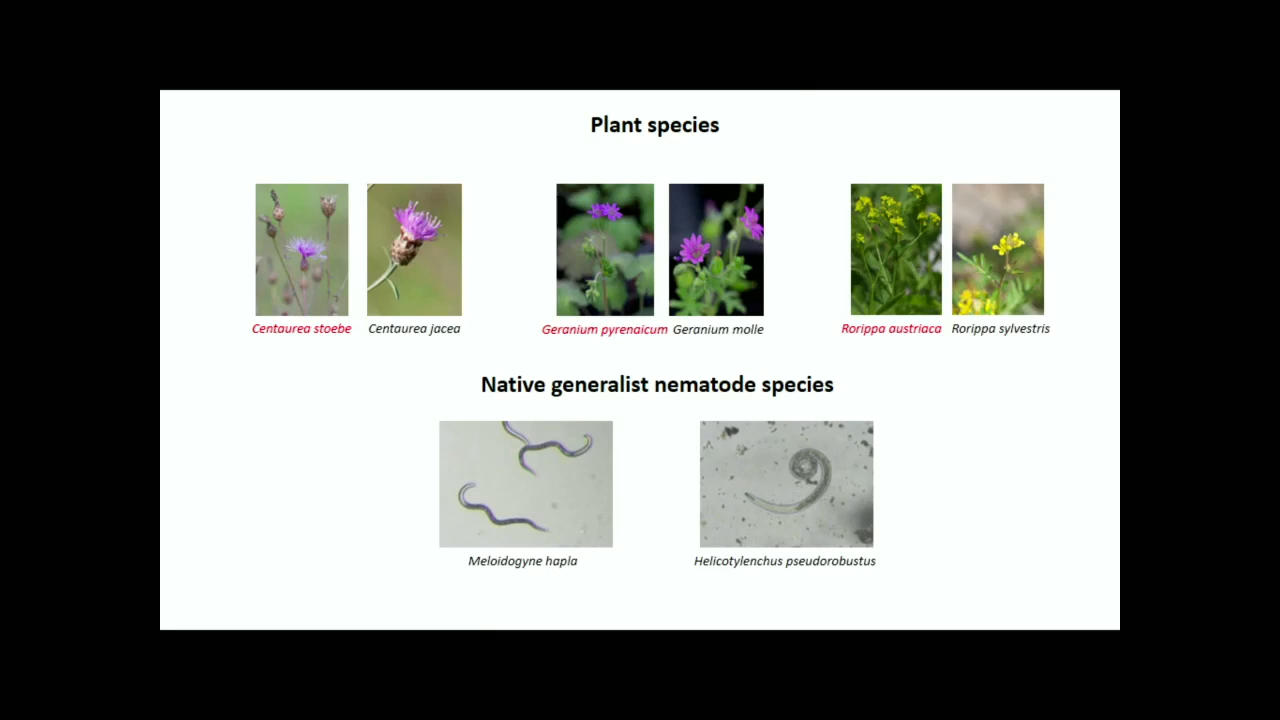 Plant species
Centaurea stoebe Centaurea jacea Geranium pyrenaicum Geranium molle Rorippa austriaca Rorippa sylvestris
Native generalist nematode species
Meloidogyne hapla Helicotylenchus pseudorobustus